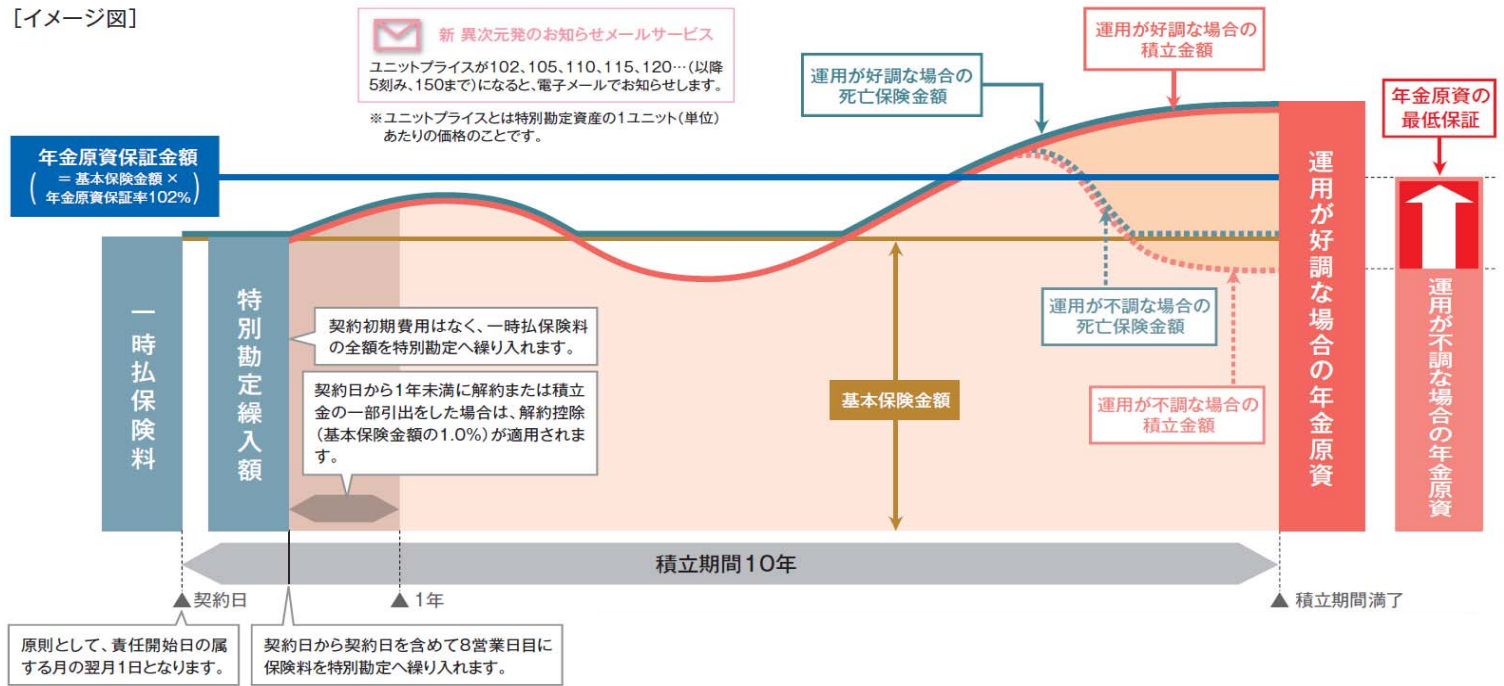 [イメージ図]
新 異次元発のお知らせメールサービス
ユニットプライスが102、105、110、115、120…(以降
5刻み、150まで)になると、電子メールでお知らせします。
※ユニットプライスとは特別勘定資産の1ユニット(単位)
あたりの価格のことです。
運用が好調な場合の
死亡保険金額
運用が好調な場合の
積立金額
年金原資の
最低保証
年金原資保証金額
(= 基本保険金額 ×
年金原資保証率102%)
一時払保険料
特別勘定繰入額
契約初期費用はなく、一時払保険料
の全額を特別勘定へ繰り入れます。
契約日から1年未満に解約または積立
金の一部引出をした場合は、解約控除
(基本保険金額の1.0%)が適用されま
す。
基本保険金額
運用が不調な場合の
死亡保険金額
運用が不調な場合の
積立金額
運用が好調な場合の年金原資
運用が不調な場合の年金原資
積立期間10年
▲契約日
▲1年
▲ 積立期間満了
原則として、責任開始日の属
する月の翌月1日となります。
契約日から契約日を含めて8営業日目に
保険料を特別勘定へ繰り入れます。